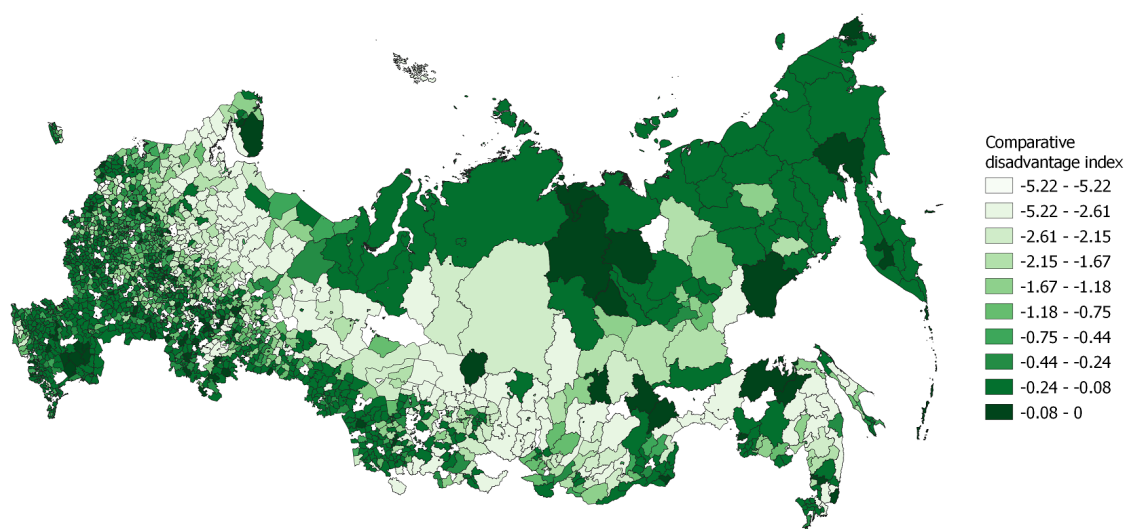 Comparative
disadvantage index
-5.22 - -5.22
-5.22 - -2.61
-2.61 - -2.15
-2.15 - -1.67
-1.67 - -1.18
-1.18 - -0.75
-0.75 - -0.44
-0.44 - -0.24
-0.24 - -0.08
-0.08 - 0